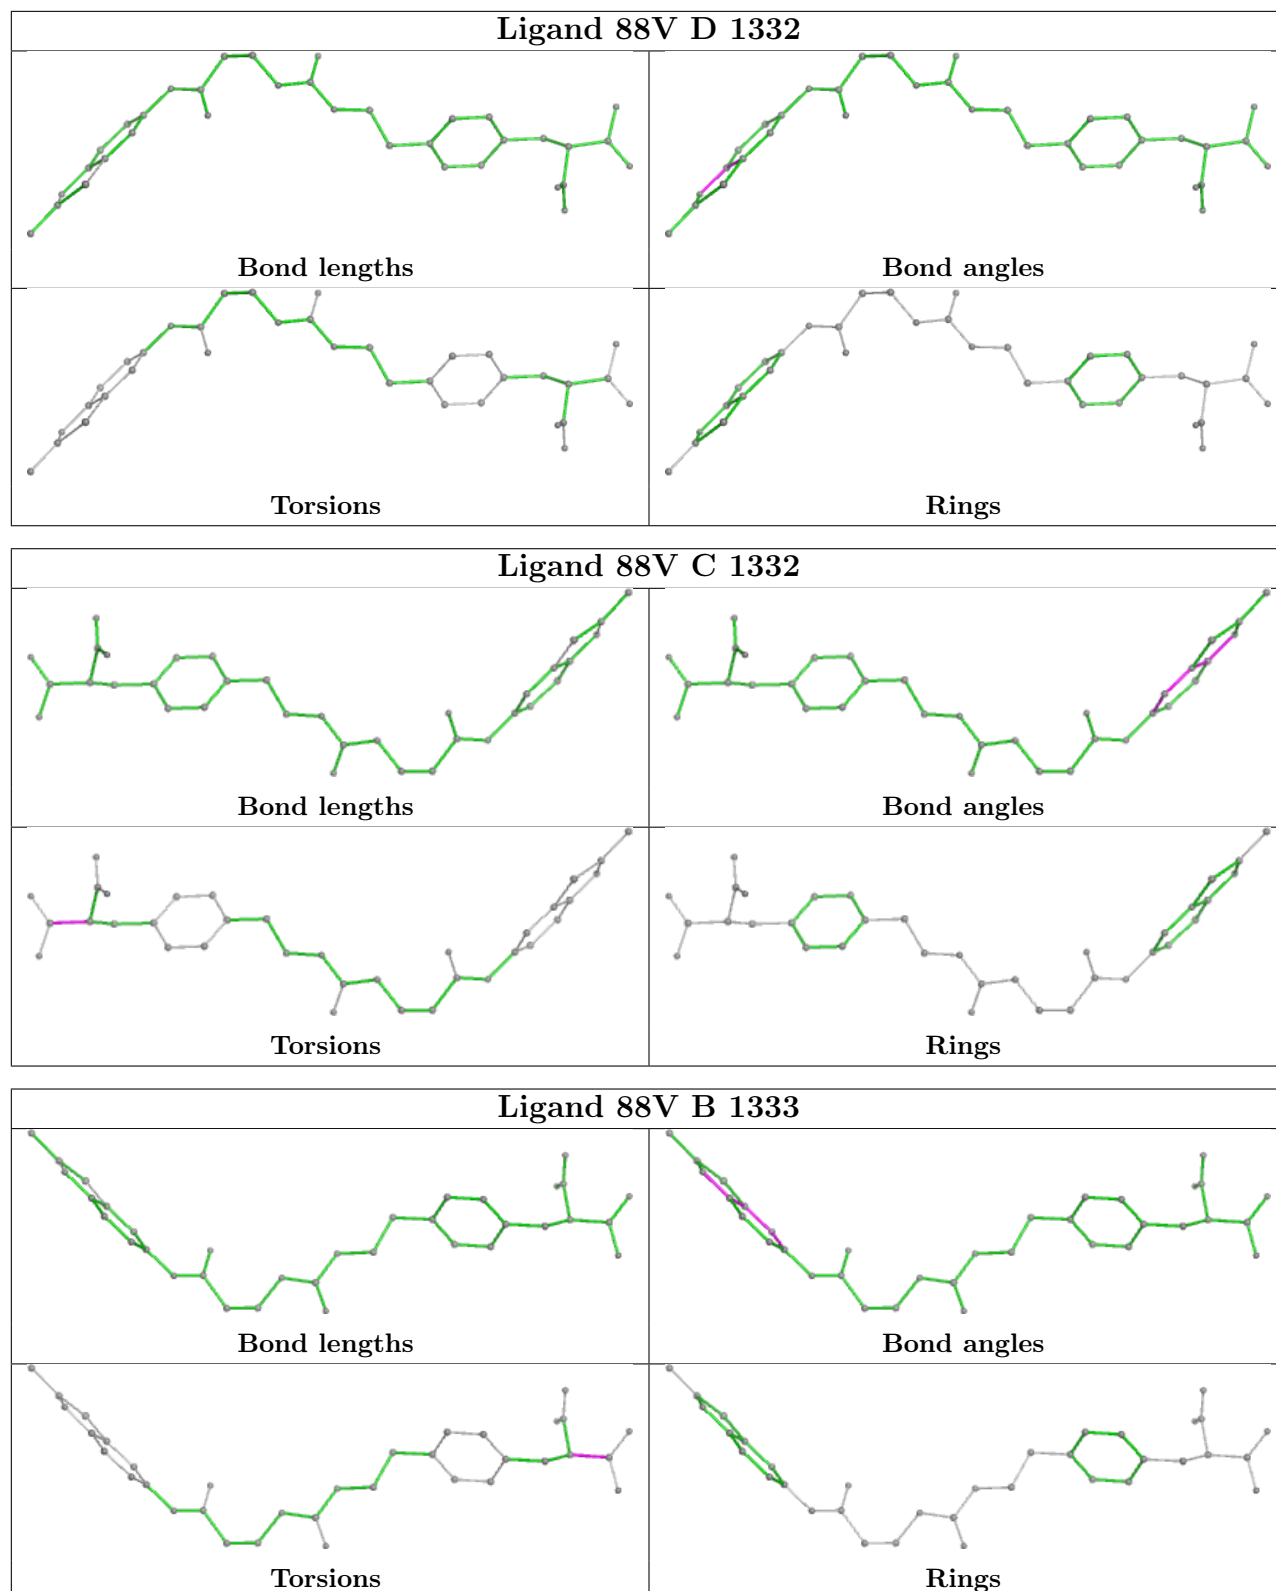 Ligand 88V D 1332
Bond lengths
Bond angles
Torsions
Rings
Ligand 88V C 1332
Bond lengths
Bond angles
Torsions
Rings
Ligand 88V B 1333
Bond lengths
Bond angles
Torsions
Rings